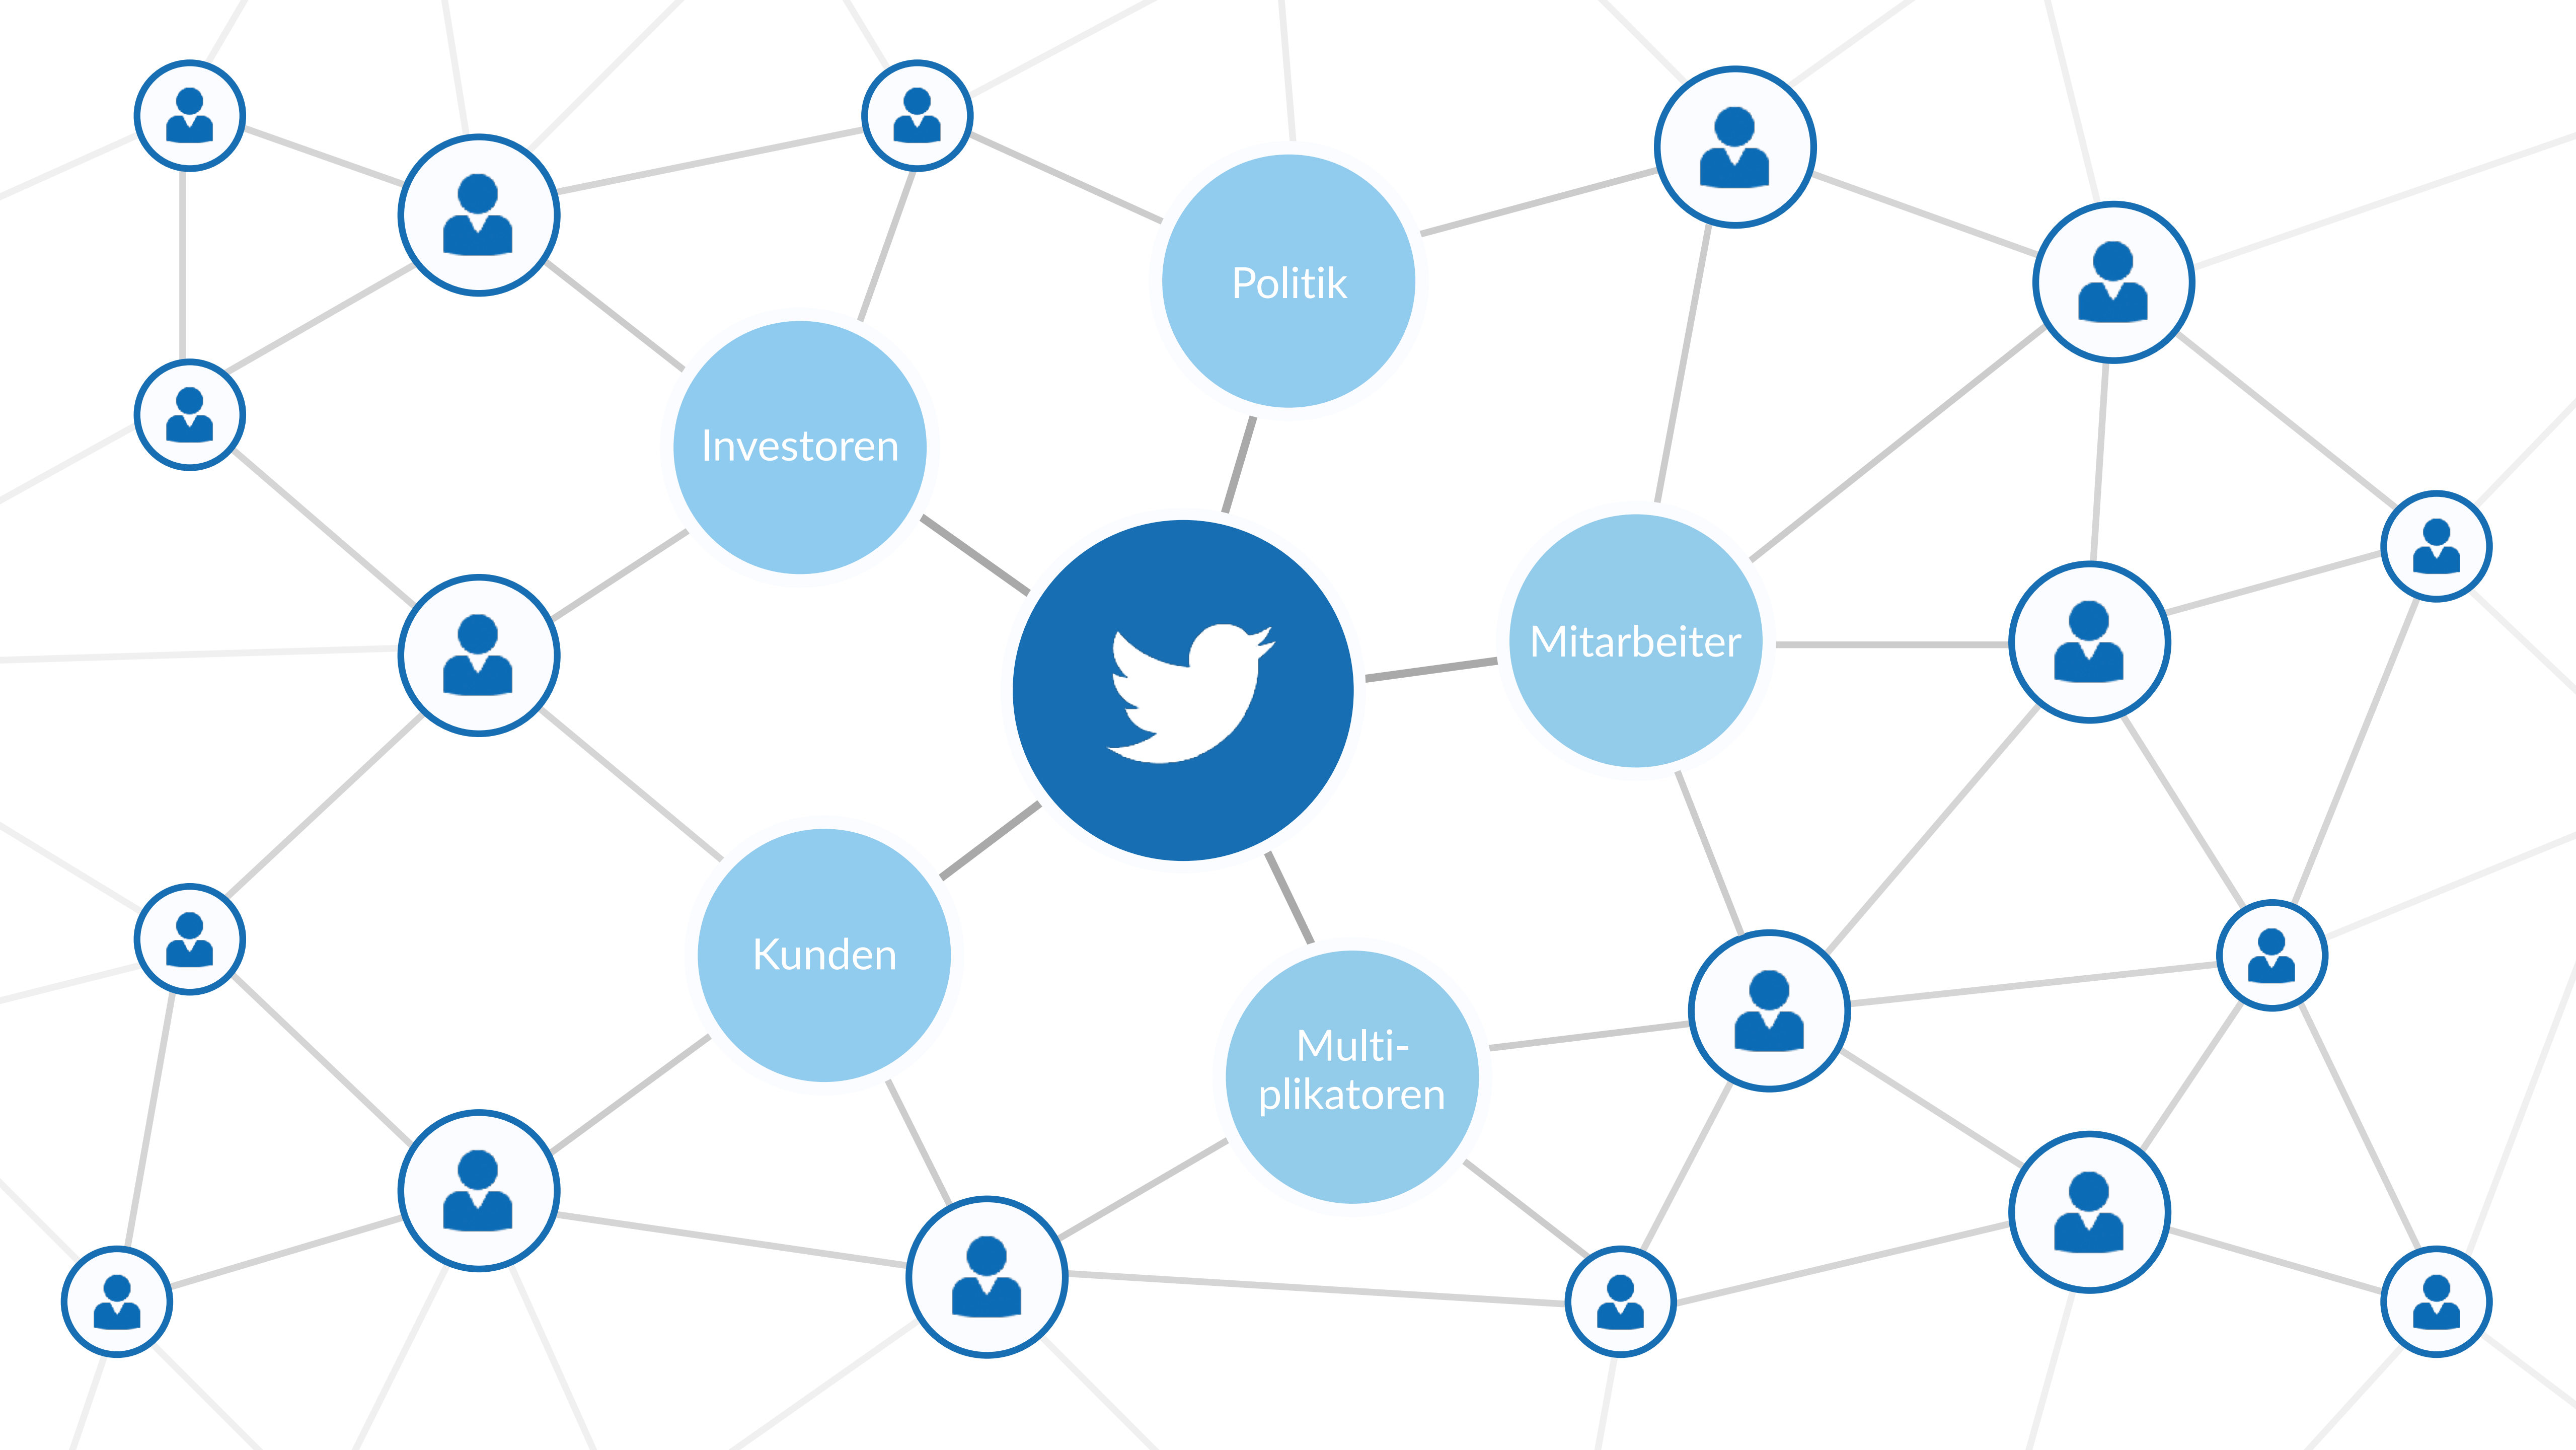 Politik
Investoren
Mitarbeiter
Kunden
Multi-
plikatoren